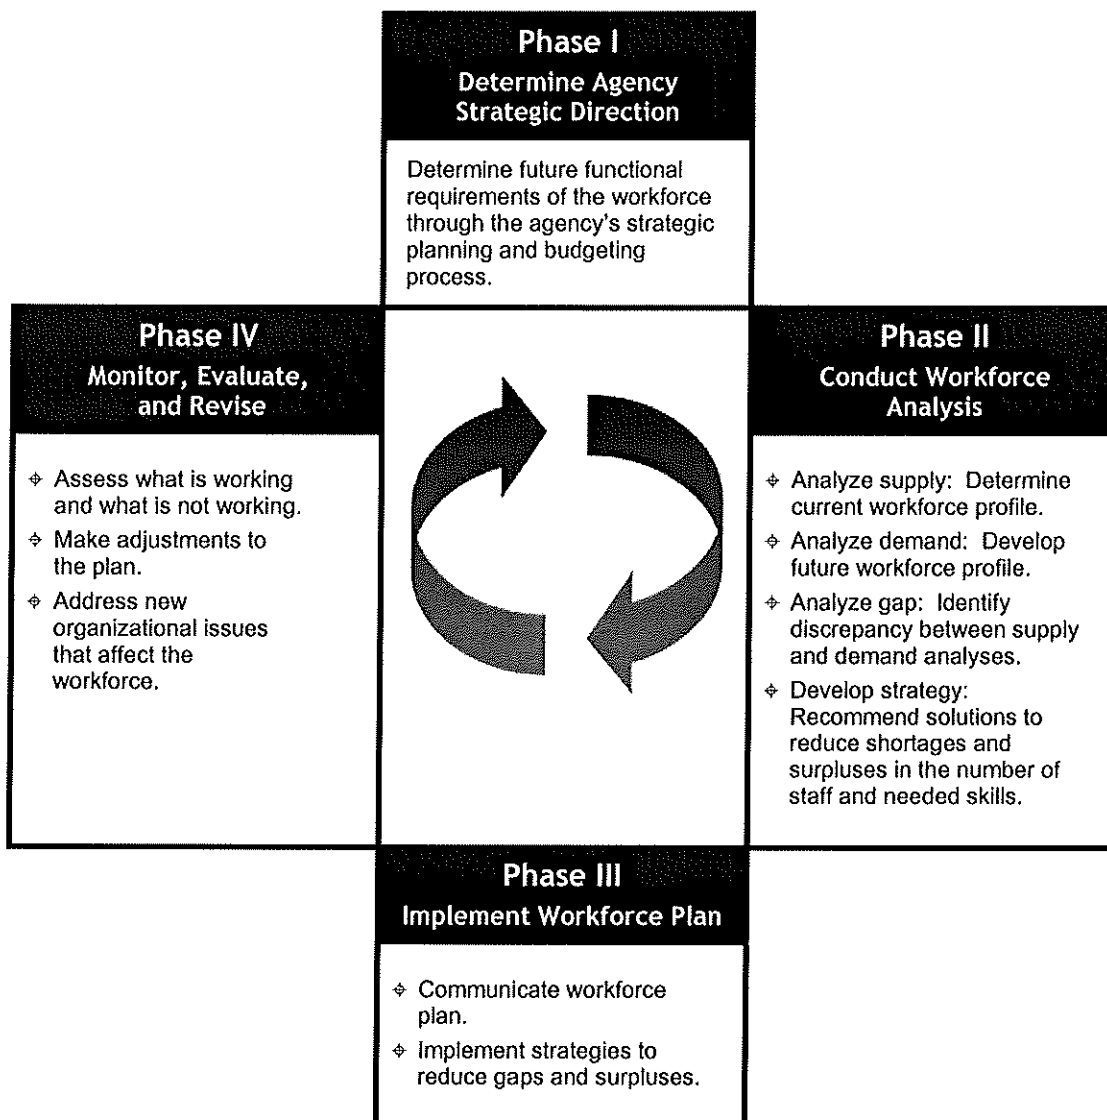 Phase I
Determine Agency
Strategic Direction
Determine future functional
requirements of the workforce
through the agency's strategic
planning and budgeting
process.
Phase IV
Monitor, Evaluate,
and Revise
Assess what is working
and what is not working.
Make adjustments to
the plan.
Address new
organizational issues
that affect the
workforce.
Phase II
Conduct Workforce
Analysis
Analyze supply: Determine
current workforce profile.
Analyze demand: Develop
future workforce profile.
Analyze gap: Identify
discrepancy between supply
and demand analyses.
Develop strategy:
Recommend solutions to
reduce shortages and
surpluses in the number of
staff and needed skills.
Phase III
Implement Workforce Plan
Communicate workforce
plan.
Implement strategies to
reduce gaps and surpluses.